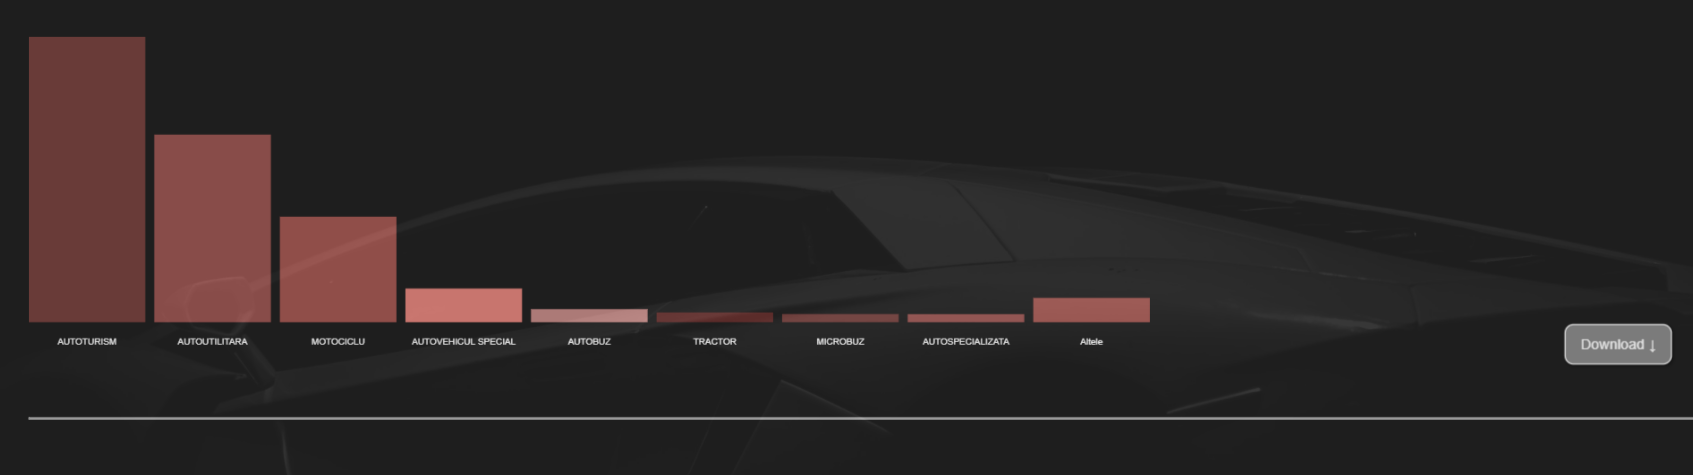 AUTOTURISM
AUTOUTILITARA
MOTOCICLU
AUTOVEHICUL SPECIAL
AUTOBUZ
TRACTOR
MICROBUZ
AUTOSPECIALIZATA
Altele
Download ↓